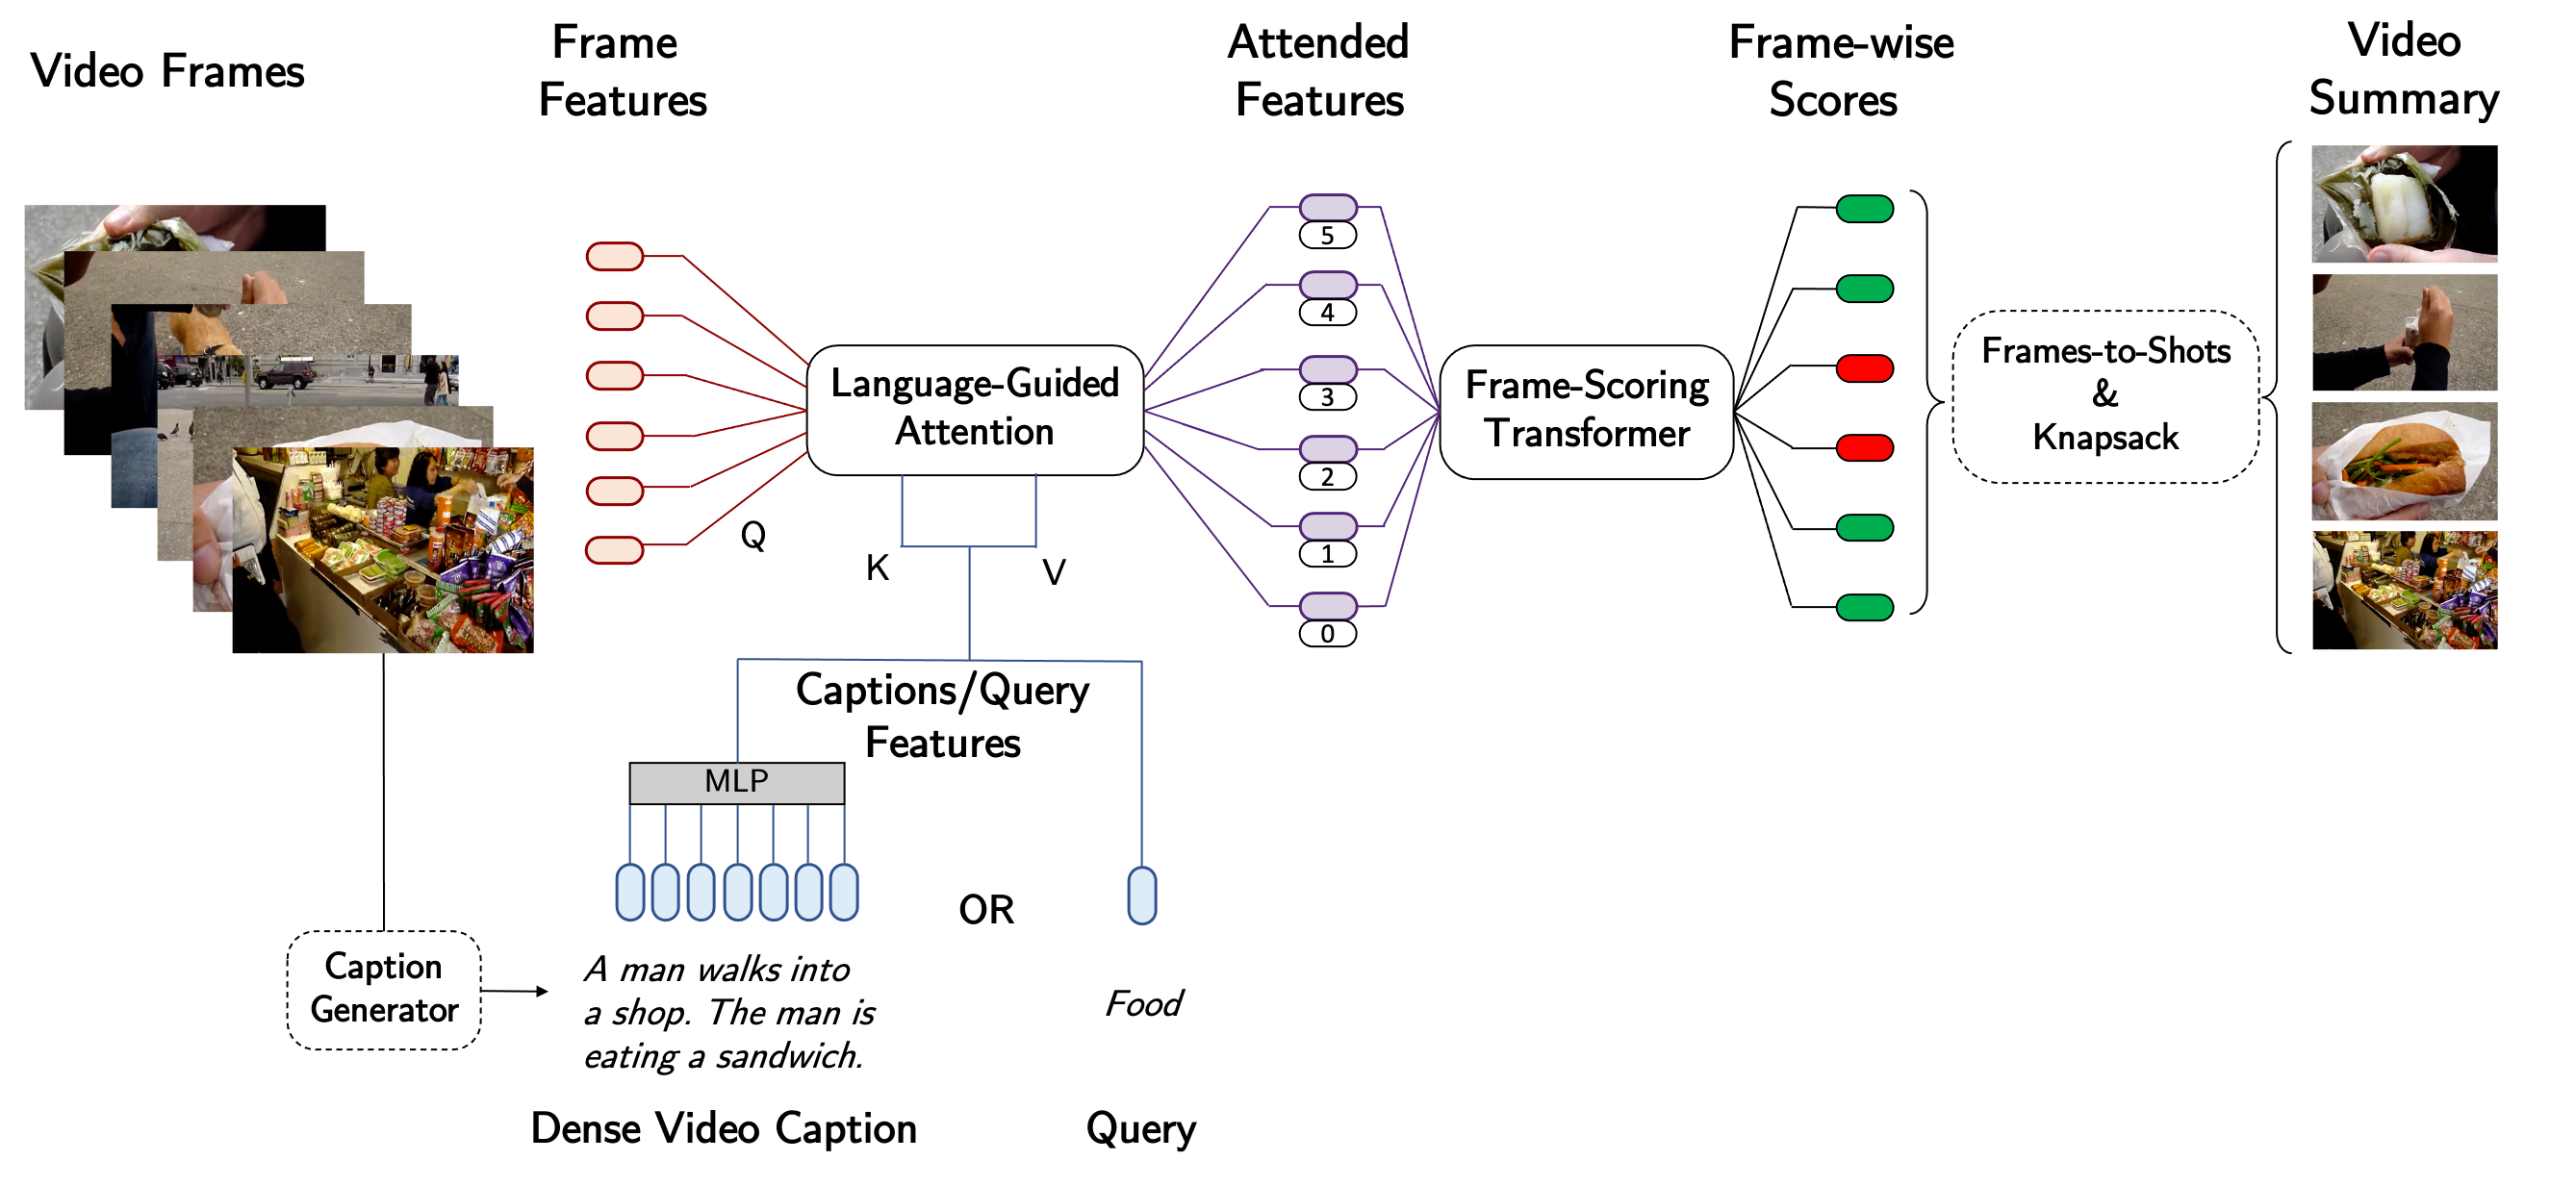 Video Frames
Frame
Features
Attended
Features
Frame-wise
Scores
Video
Summary
5
4
3
2
1
0
Language-Guided
Attention
Frame-Scoring
Transformer
Frames-to-Shots
&
Knapsack
Q
K
V
Captions/Query
Features
MLP
OR
Caption
Generator
A man walks into
a shop. The man is
eating a sandwich.
Food
Dense Video Caption
Query